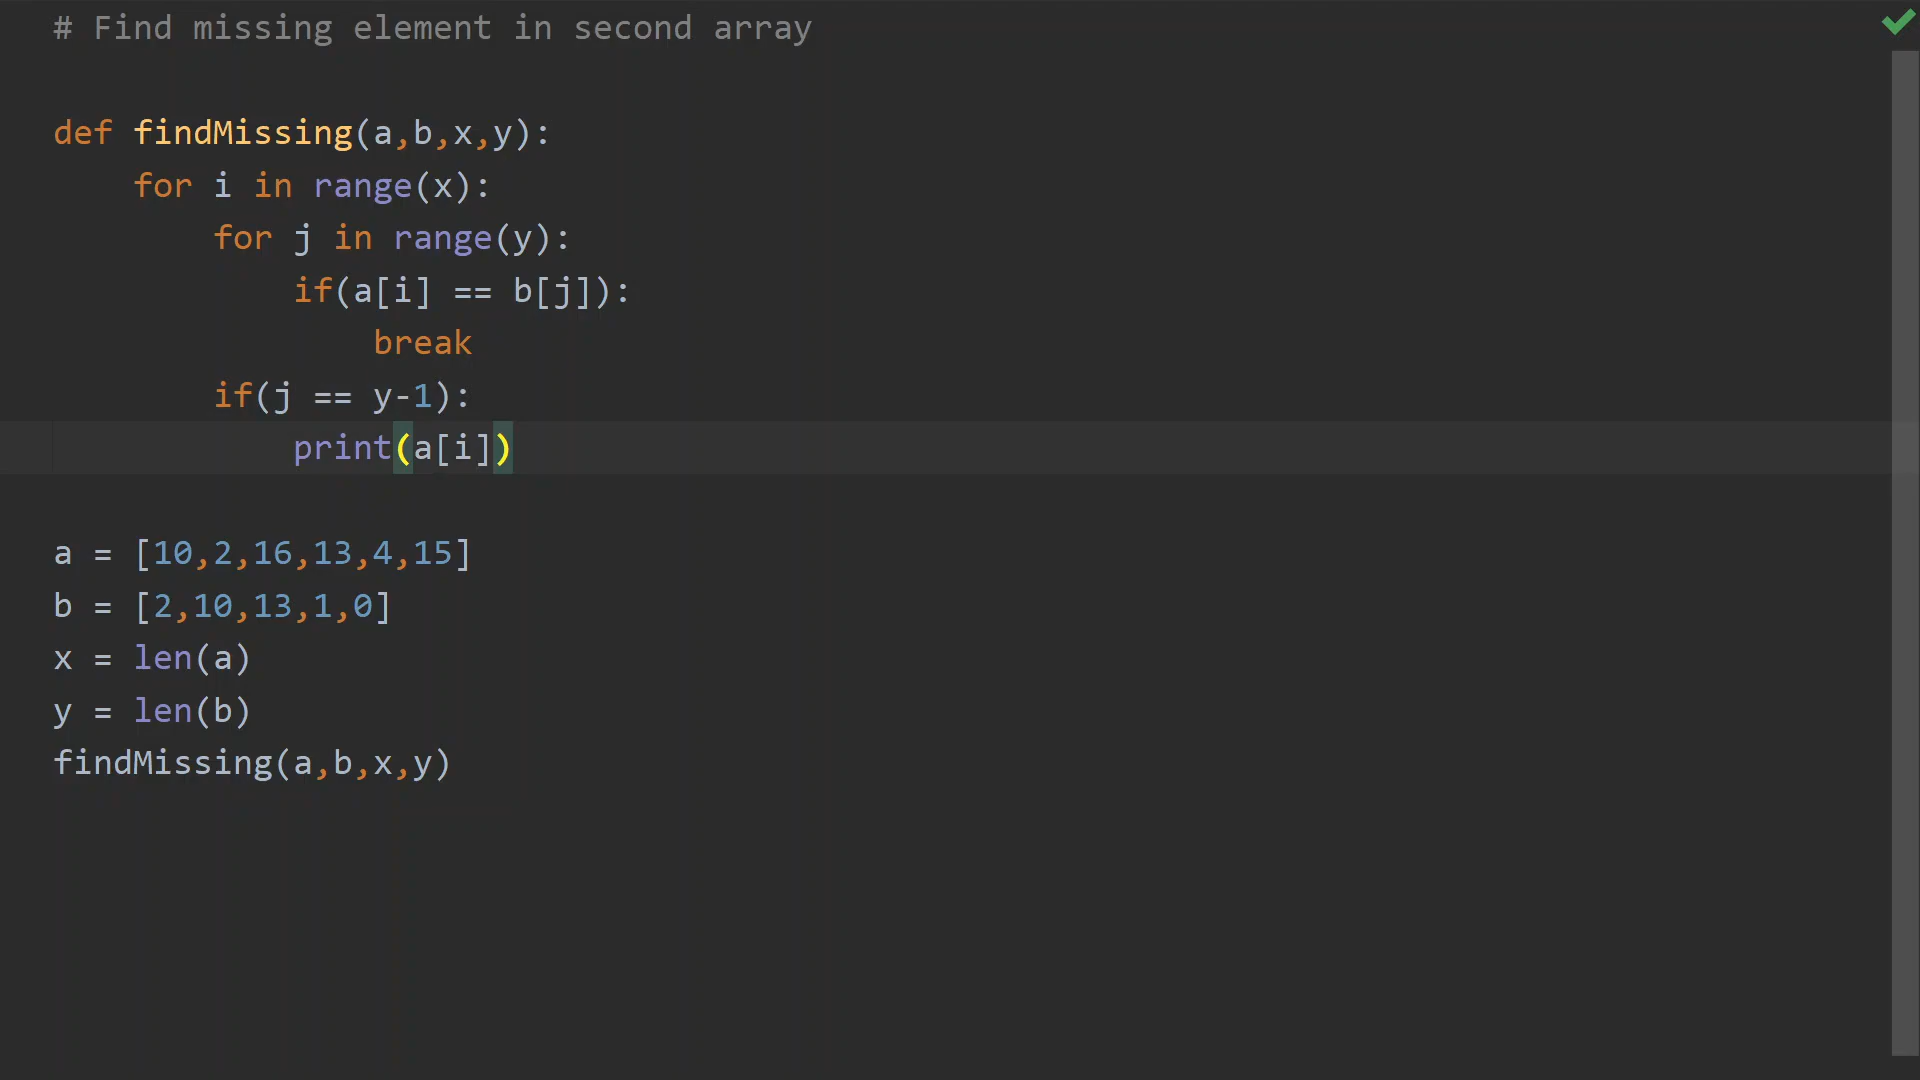 # Find missing element in second array
def findMissing(a,b,x,y):
    for i in range(x):
        for j in range(y):
            if(a[i] == b[j]):
                break
        if(j == y-1):
            print(a[i])
a = [10,2,16,13,4,15]
b = [2,10,13,1,0]
x = len(a)
y = len(b)
findMissing(a,b,x,y)